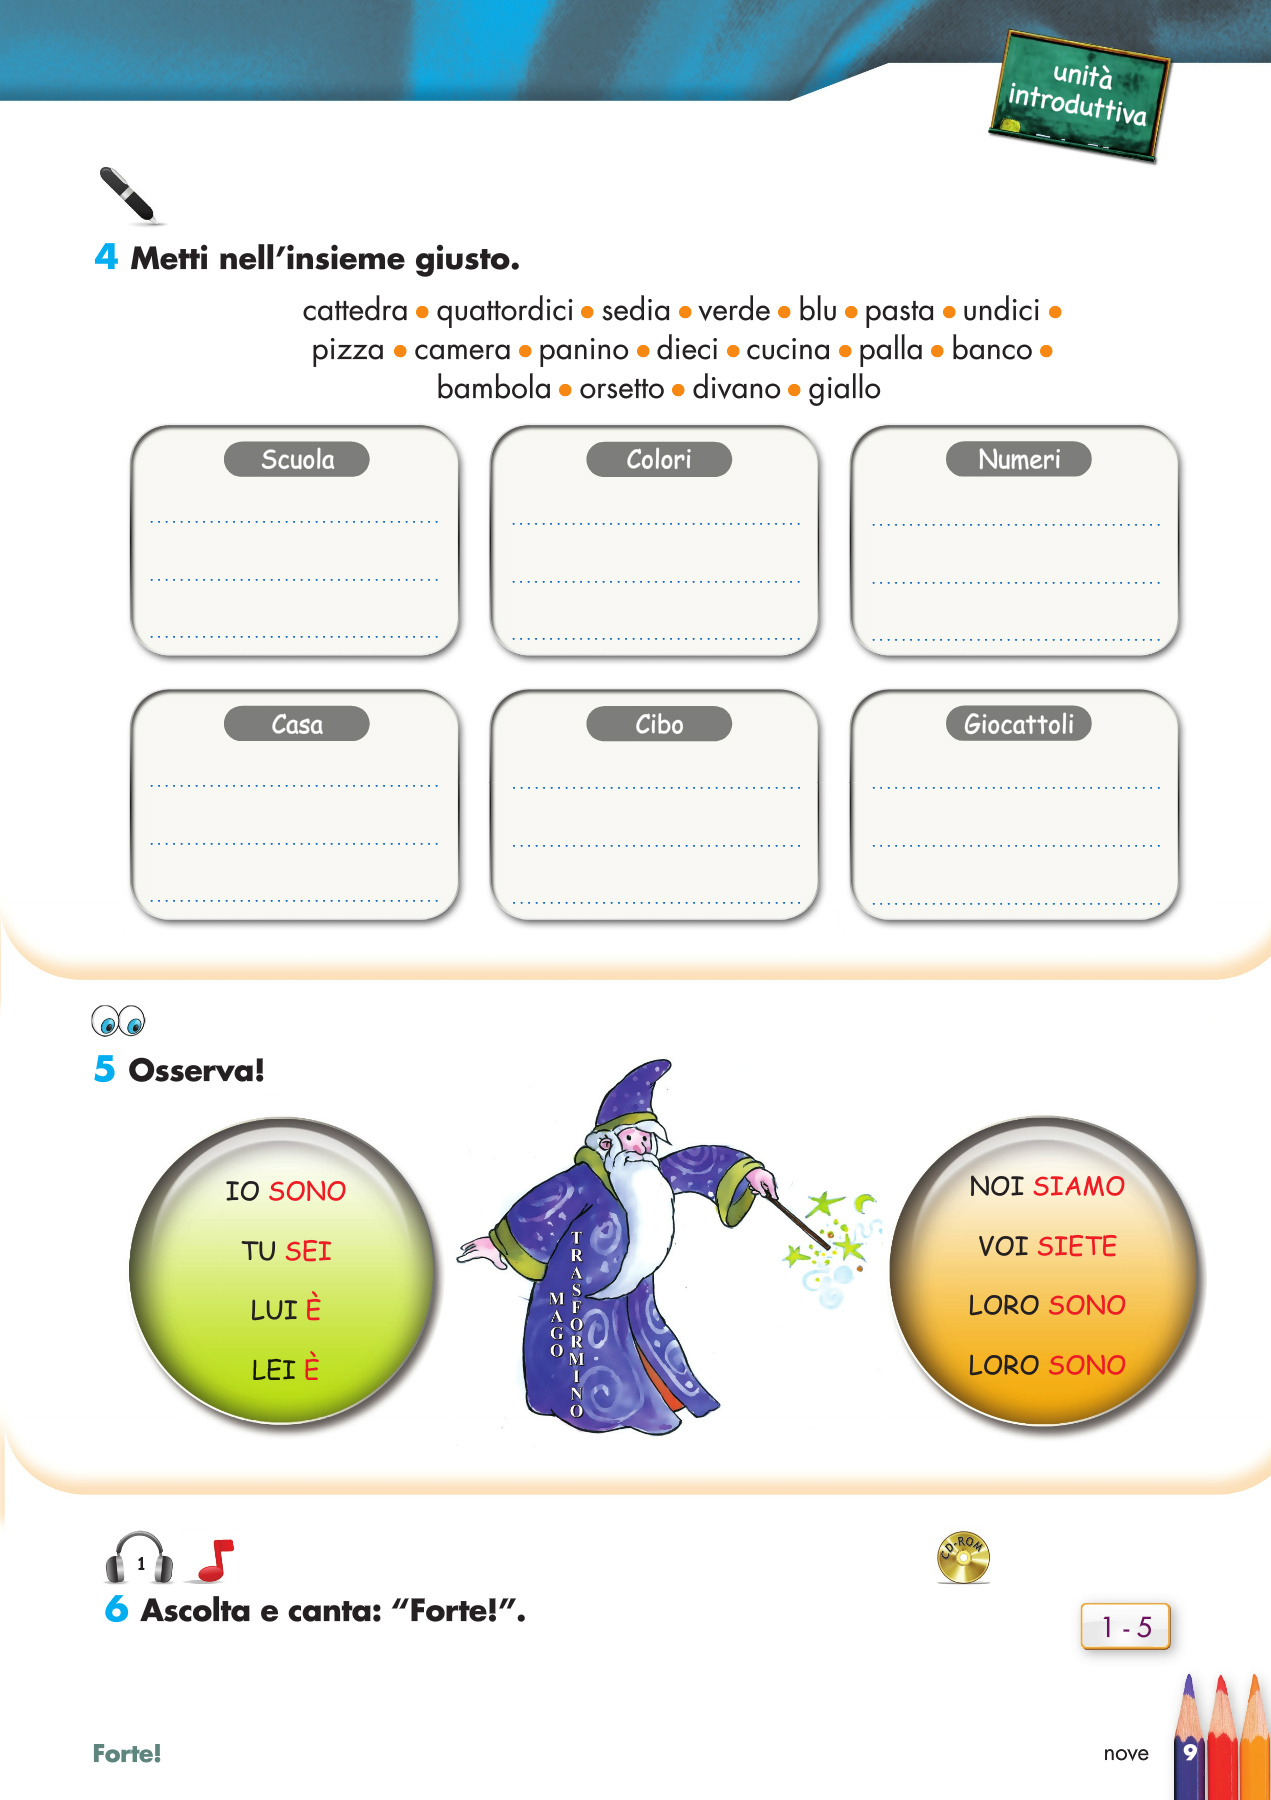 unità
introduttiva
4 Metti nell’insieme giusto.
cattedra • quattordici • sedia • verde • blu • pasta • undici •
pizza • camera • panino • dieci • cucina • palla • banco •
bambola • orsetto • divano • giallo
Scuola
Colori
Numeri
Casa
Cibo
Giocattoli
5 Osserva!
IO SONO
TU SEI
LUI È
LEI È
MAGO
TRASFORMINO
NOI SIAMO
VOI SIETE
LORO SONO
LORO SONO
1
CD-ROM
6 Ascolta e canta: “Forte!”.
1 - 5
Forte!
nove 9